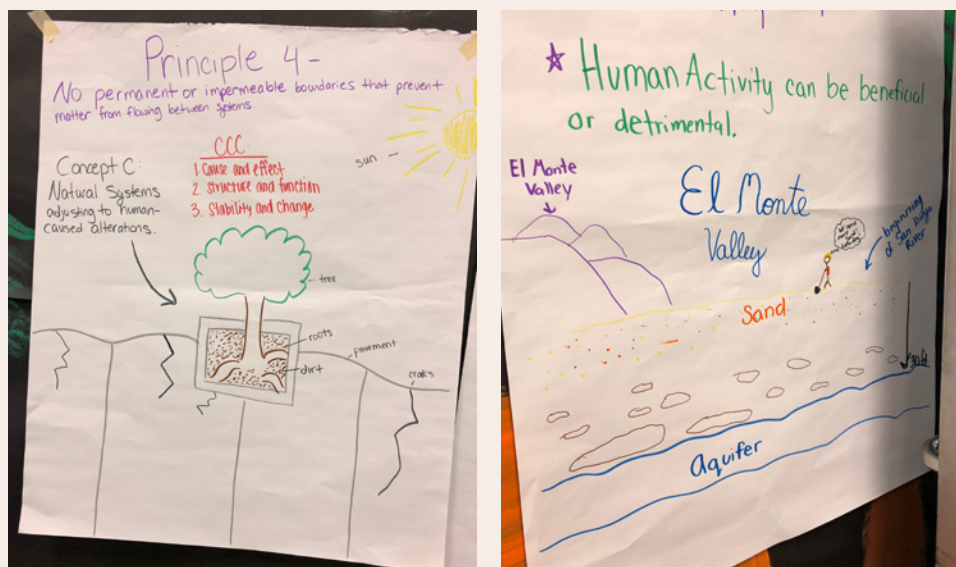 Principle 4-
No permanent or impermeable boundaries that prevent
matter from flowing between systems.
CCC
1. Cause and effect
2. Structure and function
3. Stability and Change
sun
Concept C:
Natural Systems
adjusting to human-
caused alterations.
tree
roots
pavement
dirt
cracks
Human Activity can be beneficial
or detrimental.
El Monte
Valley
El Monte
Valley
beginning
of San Diego
River
Sand
30ft
Aquifer